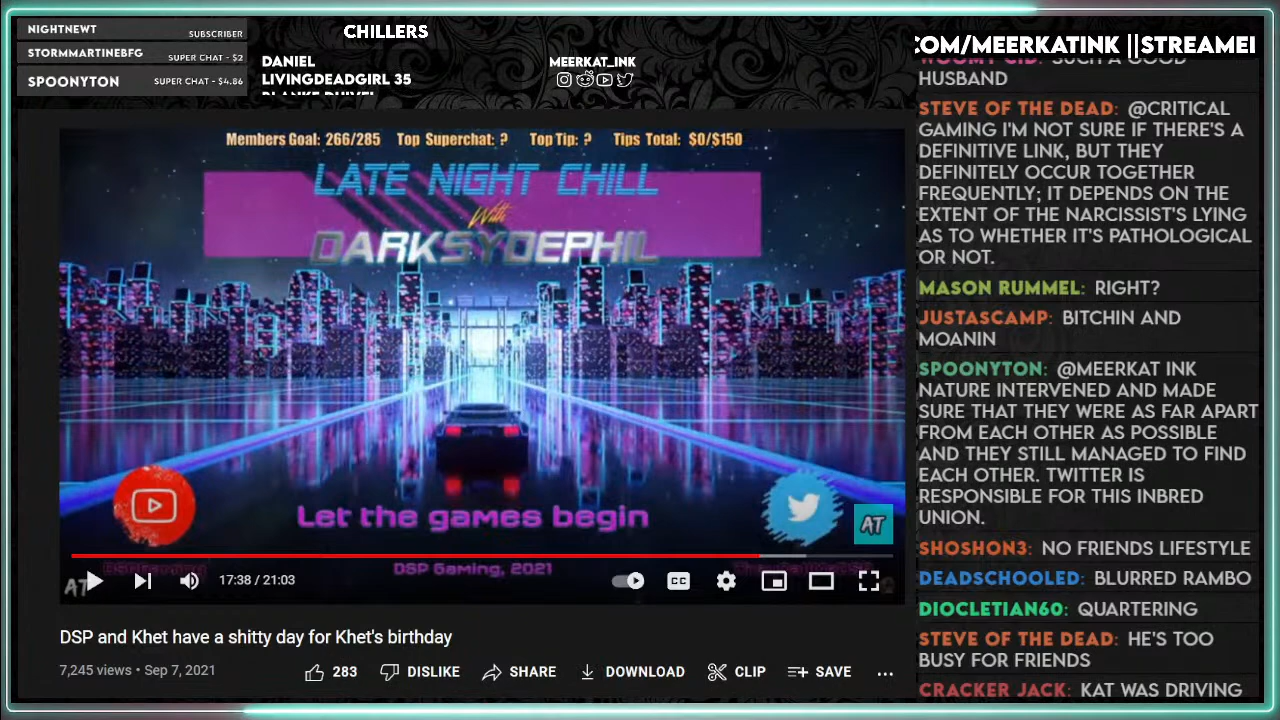 NIGHTNEWT SUBSCRIBER
STORMMARTINEBFG SUPER CHAT - $2
SPOONYTON SUPER CHAT - $4.86
CHILLERS
DANIEL
LIVINGDEADGIRL 35
MEERKAT_INK
COM/MEERKATINK ||STREAMEI
WOOMY CID: SUCH A GOOD
HUSBAND
STEVE OF THE DEAD: @CRITICAL
GAMING I'M NOT SURE IF THERE'S A
DEFINITIVE LINK, BUT THEY
DEFINITELY OCCUR TOGETHER
FREQUENTLY; IT DEPENDS ON THE
EXTENT OF THE NARCISSIST'S LYING
AS TO WHETHER IT'S PATHOLOGICAL
OR NOT.
MASON RUMMEL: RIGHT?
JUSTASCAMP: BITCHIN AND
MOANIN
SPOONYTON: @MEERKAT INK
NATURE INTERVENED AND MADE
SURE THAT THEY WERE AS FAR APART
FROM EACH OTHER AS POSSIBLE
AND THEY STILL MANAGED TO FIND
EACH OTHER. TWITTER IS
RESPONSIBLE FOR THIS INBRED
UNION.
SHOSHON3: NO FRIENDS LIFESTYLE
DEADSCHOOLED: BLURRED RAMBO
DIOCLETIAN60: QUARTERING
STEVE OF THE DEAD: HE'S TOO
BUSY FOR FRIENDS
CRACKER JACK: KAT WAS DRIVING
Members Goal: 266/285 Top Superchat: ? Top Tip: ? Tips Total: $0/$150
LATE NIGHT CHILL
With
DARKSYDEPHIL
Let the games begin
AT
DSP Gaming, 2021
AT
17:38 / 21:03
CC
DSP and Khet have a shitty day for Khet's birthday
7,245 views • Sep 7, 2021
283 DISLIKE SHARE DOWNLOAD CLIP SAVE ...